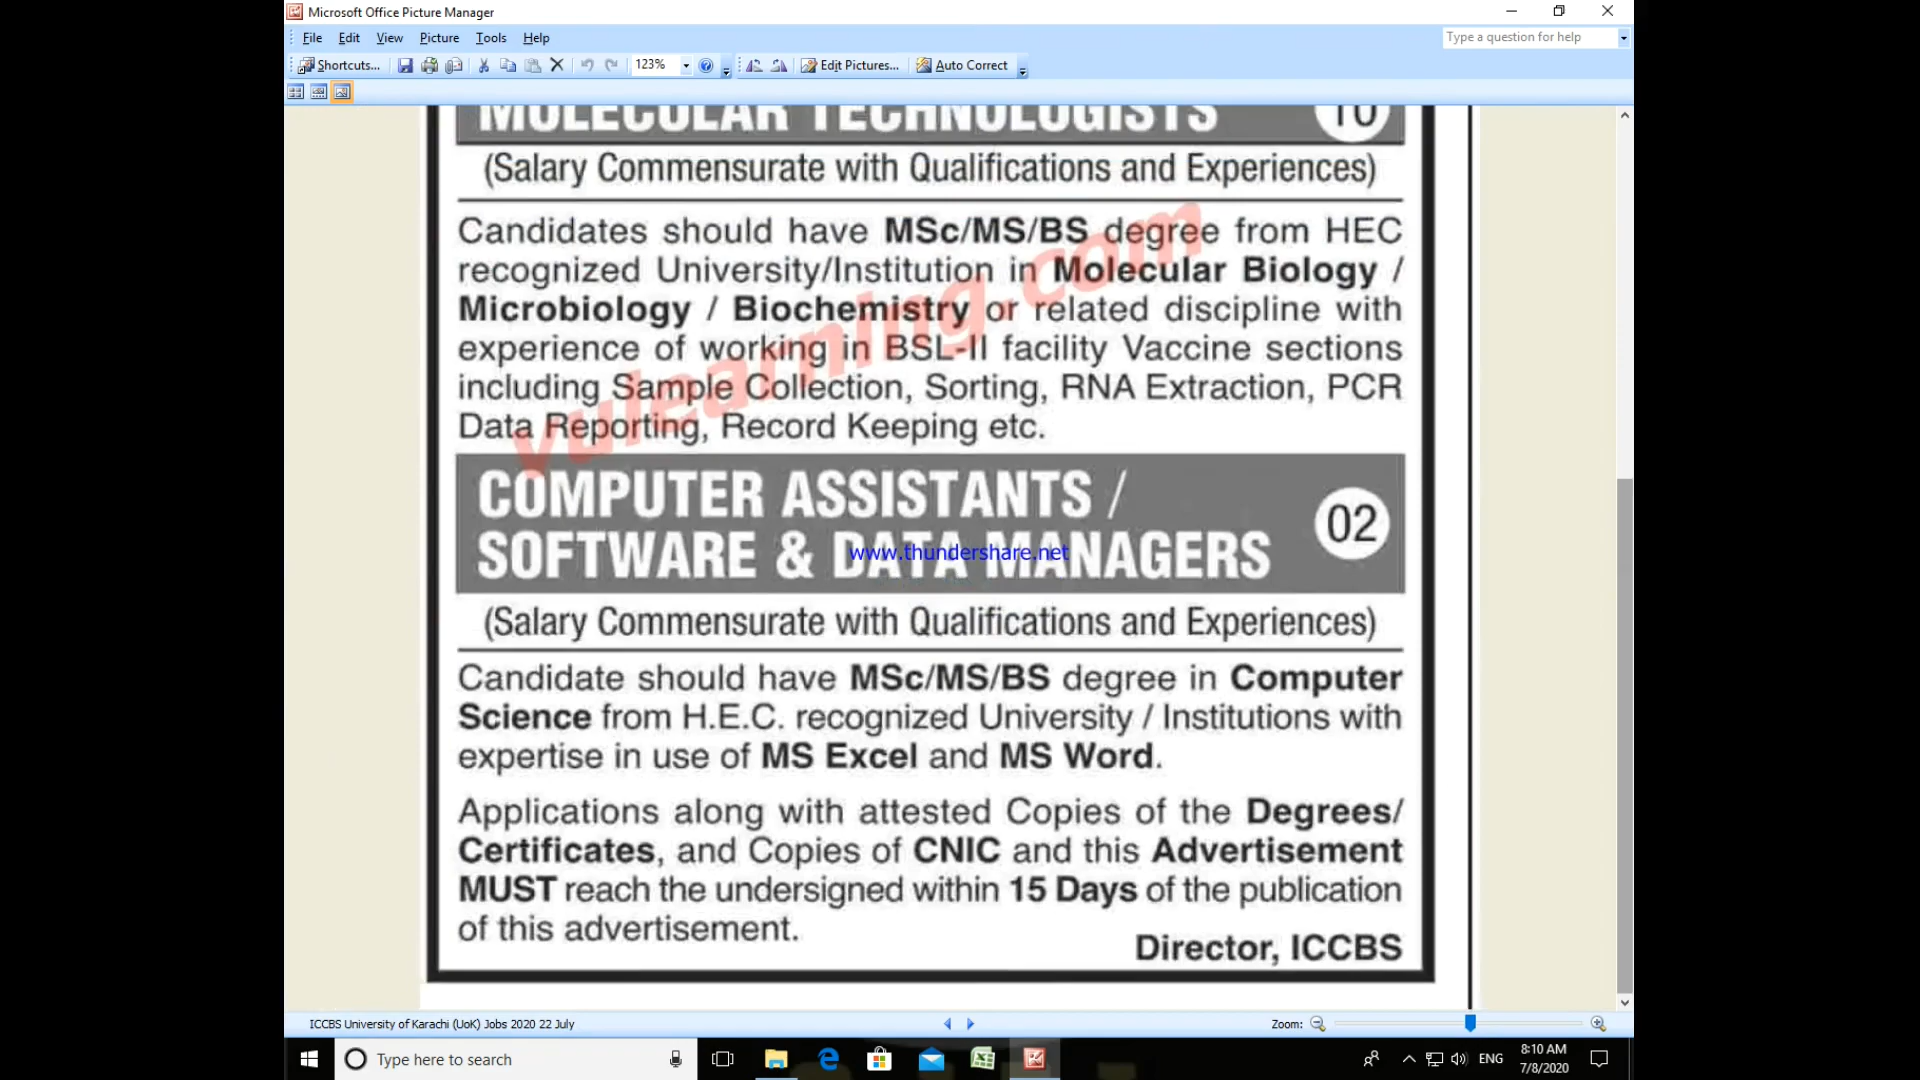 Microsoft Office Picture Manager
File Edit View Picture Tools Help
Type a question for help
Shortcuts... 123% Edit Pictures... Auto Correct
MOLECULAR TECHNOLOGISTS 10
(Salary Commensurate with Qualifications and Experiences)
Candidates should have MSc/MS/BS degree from HEC
recognized University/Institution in Molecular Biology /
Microbiology / Biochemistry or related discipline with
experience of working in BSL-II facility Vaccine sections
including Sample Collection, Sorting, RNA Extraction, PCR
Data Reporting, Record Keeping etc.
vulearning.com
COMPUTER ASSISTANTS /
SOFTWARE & DATA MANAGERS 02
www.thundershare.net
(Salary Commensurate with Qualifications and Experiences)
Candidate should have MSc/MS/BS degree in Computer
Science from H.E.C. recognized University / Institutions with
expertise in use of MS Excel and MS Word.
Applications along with attested Copies of the Degrees/
Certificates, and Copies of CNIC and this Advertisement
MUST reach the undersigned within 15 Days of the publication
of this advertisement.
Director, ICCBS
ICCBS University of Karachi (UoK) Jobs 2020 22 July
Zoom:
Type here to search
ENG
8:10 AM
7/8/2020